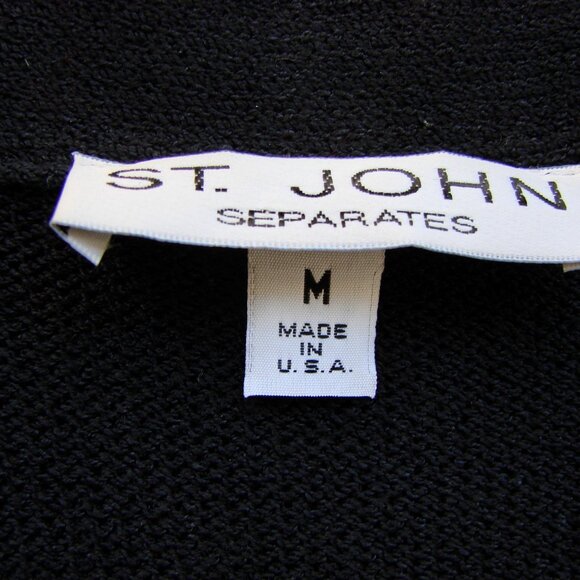 ST. JOHN
SEPARATES
M
MADE
IN
U.S.A.